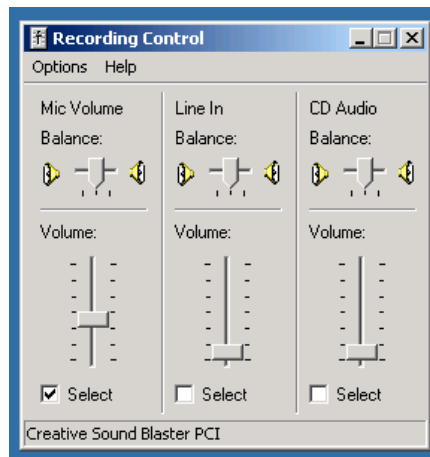 Recording Control
Options Help
Mic Volume Line In CD Audio
Balance: Balance: Balance:
Volume: Volume: Volume:
Select Select Select
Creative Sound Blaster PCI